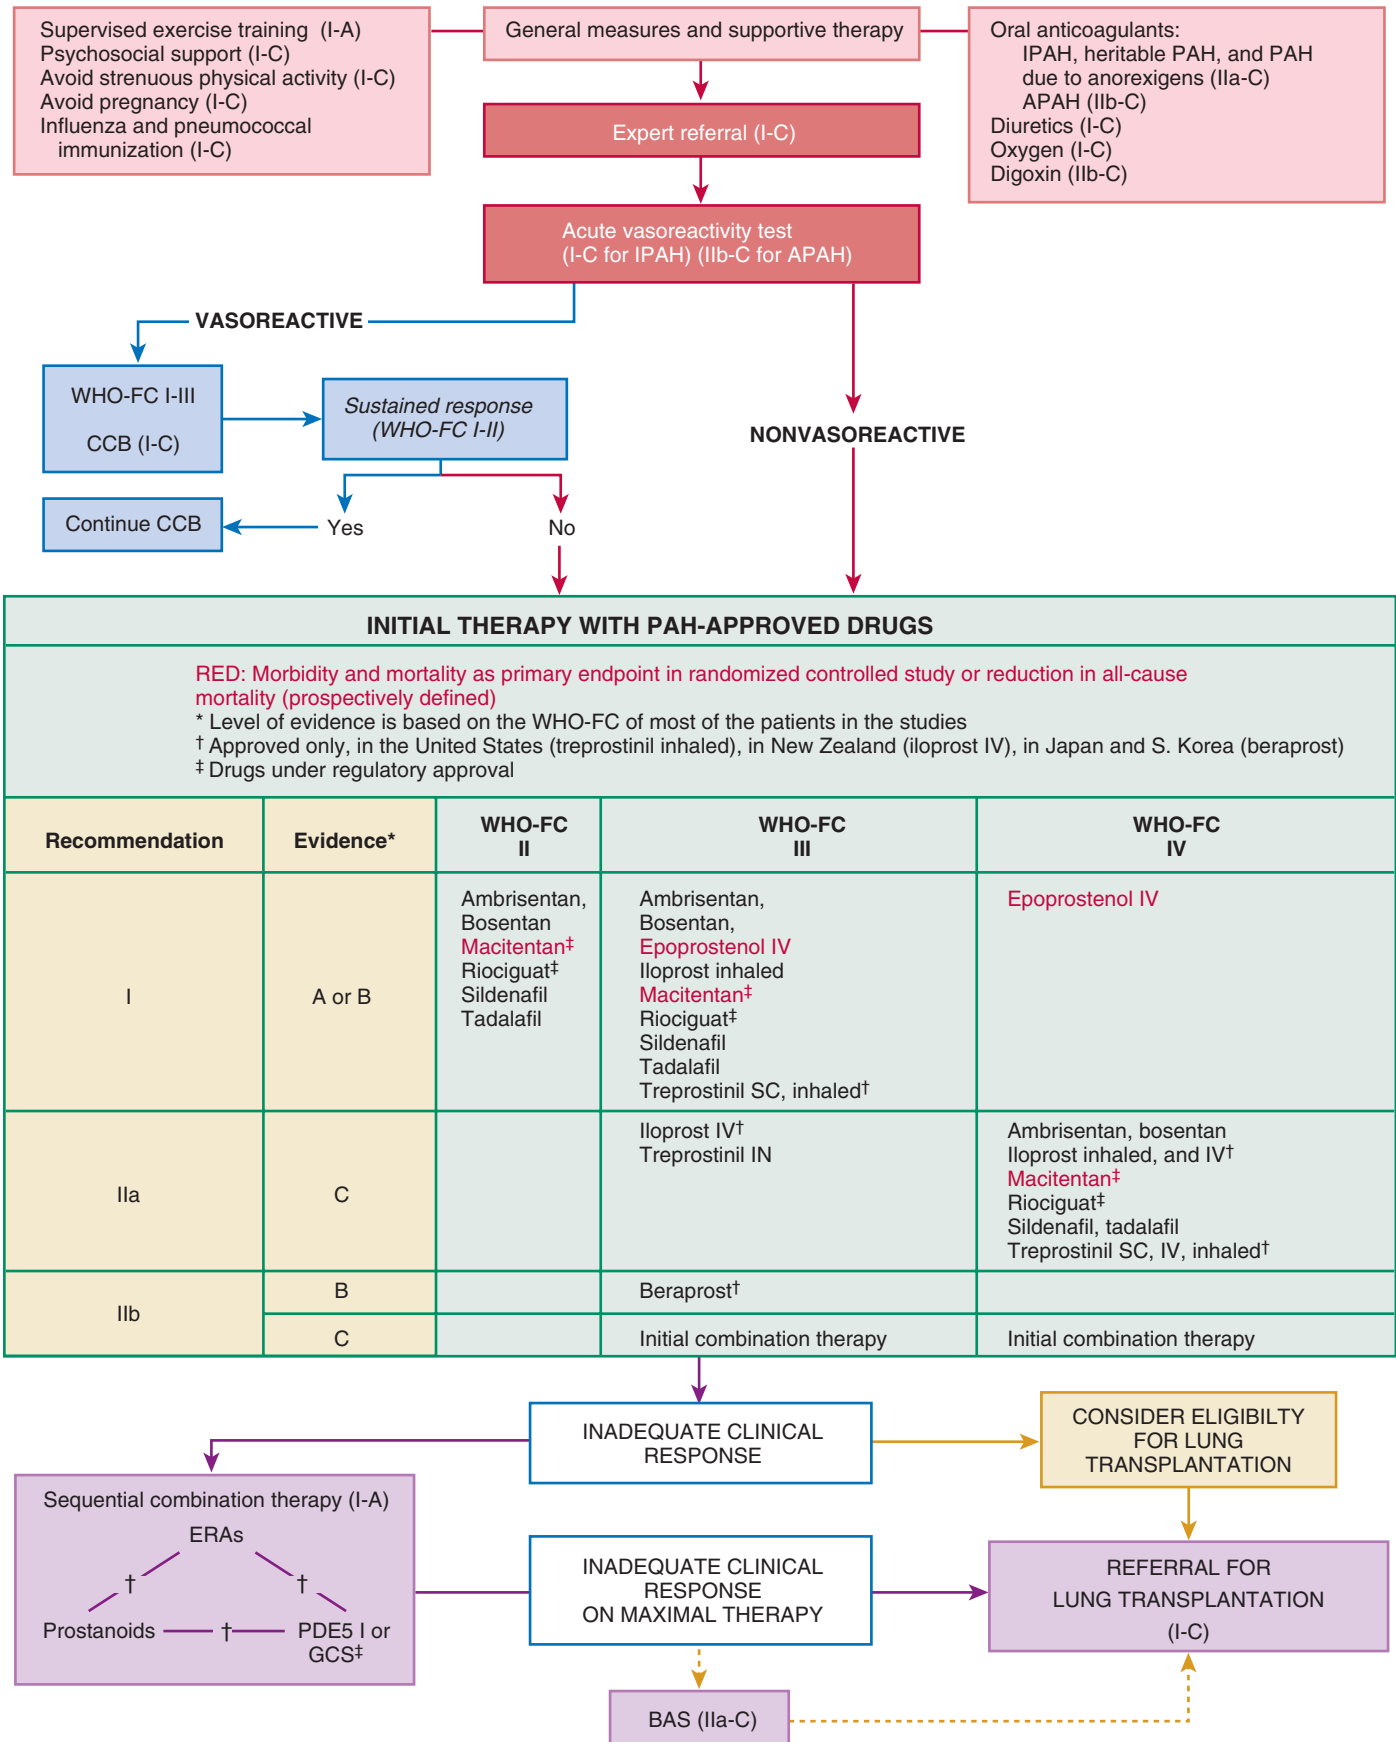 Supervised exercise training (I-A)
Psychosocial support (I-C)
Avoid strenuous physical activity (I-C)
Avoid pregnancy (I-C)
Influenza and pneumococcal
immunization (I-C)
General measures and supportive therapy
Oral anticoagulants:
IPAH, heritable PAH, and PAH
due to anorexigens (IIa-C)
APAH (IIb-C)
Diuretics (I-C)
Oxygen (I-C)
Digoxin (IIb-C)
Expert referral (I-C)
Acute vasoreactivity test
(I-C for IPAH) (IIb-C for APAH)
VASOREACTIVE
WHO-FC I-III
CCB (I-C)
Sustained response
(WHO-FC I-II)
NONVASOREACTIVE
Continue CCB
Yes
No
INITIAL THERAPY WITH PAH-APPROVED DRUGS
RED: Morbidity and mortality as primary endpoint in randomized controlled study or reduction in all-cause
mortality (prospectively defined)
* Level of evidence is based on the WHO-FC of most of the patients in the studies
† Approved only, in the United States (treprostinil inhaled), in New Zealand (iloprost IV), in Japan and S. Korea (beraprost)
‡ Drugs under regulatory approval
Recommendation
Evidence*
WHO-FC
II
WHO-FC
III
WHO-FC
IV
I
A or B
Ambrisentan,
Bosentan
Macitentan‡
Riociguat‡
Sildenafil
Tadalafil
Ambrisentan,
Bosentan,
Epoprostenol IV
Iloprost inhaled
Macitentan‡
Riociguat‡
Sildenafil
Tadalafil
Treprostinil SC, inhaled†
Epoprostenol IV
IIa
C
Iloprost IV†
Treprostinil IN
Ambrisentan, bosentan
Iloprost inhaled, and IV†
Macitentan‡
Riociguat‡
Sildenafil, tadalafil
Treprostinil SC, IV, inhaled†
IIb
B
Beraprost†
C
Initial combination therapy
Initial combination therapy
INADEQUATE CLINICAL
RESPONSE
CONSIDER ELIGIBILTY
FOR LUNG
TRANSPLANTATION
Sequential combination therapy (I-A)
ERAs
†
†
Prostanoids
†
PDE5 I or
GCS‡
INADEQUATE CLINICAL
RESPONSE
ON MAXIMAL THERAPY
REFERRAL FOR
LUNG TRANSPLANTATION
(I-C)
BAS (IIa-C)